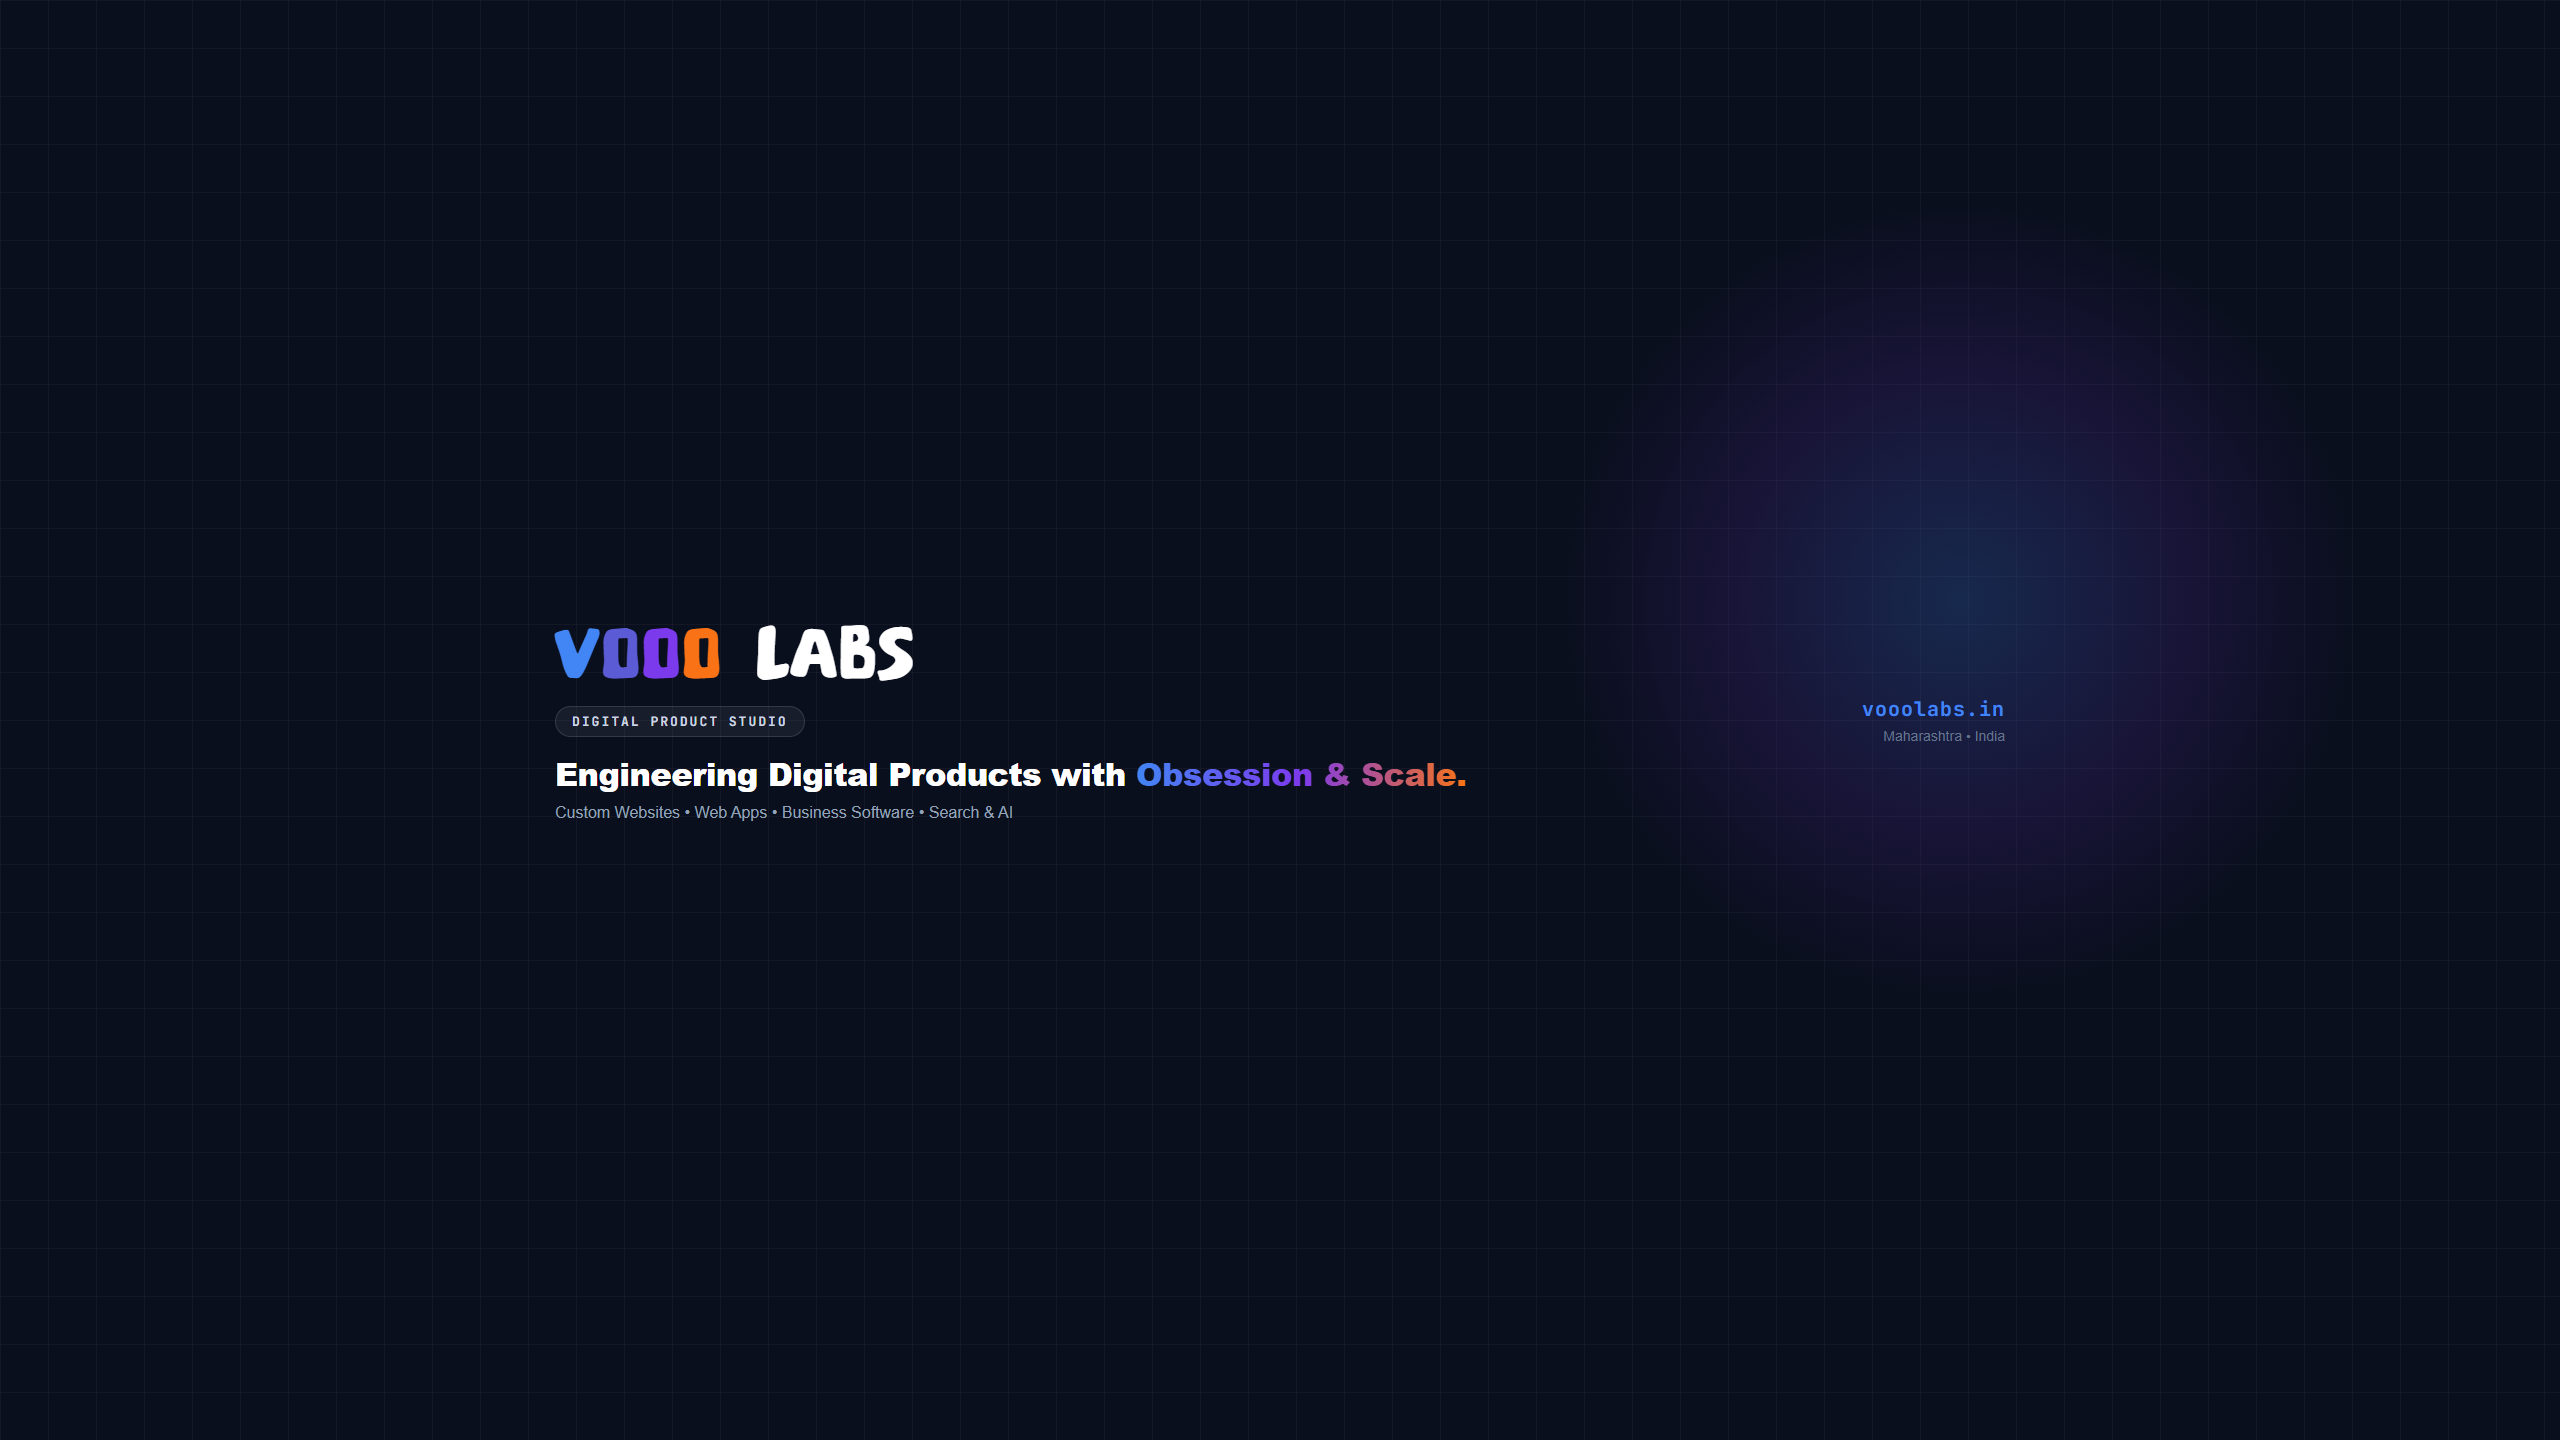 VOOO LABS
DIGITAL PRODUCT STUDIO
Engineering Digital Products with Obsession & Scale.
Custom Websites • Web Apps • Business Software • Search & AI
vooolabs.in
Maharashtra • India